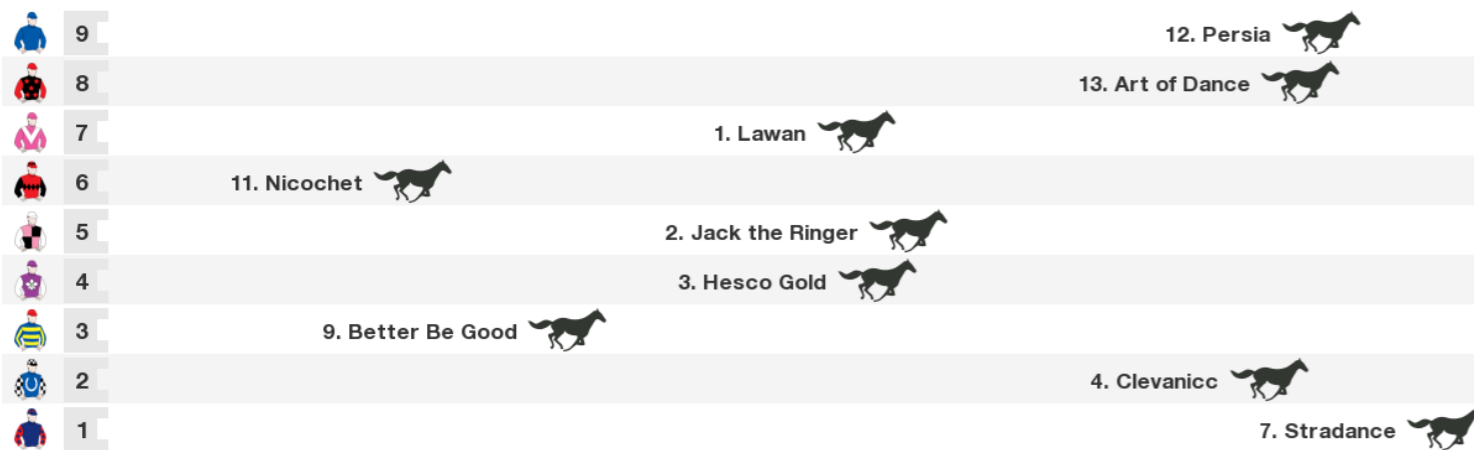 9 12. Persia
8 13. Art of Dance
7 1. Lawan
6 11. Nicochet
5 2. Jack the Ringer
4 3. Hesco Gold
3 9. Better Be Good
2 4. Clevanicc
1 7. Stradance